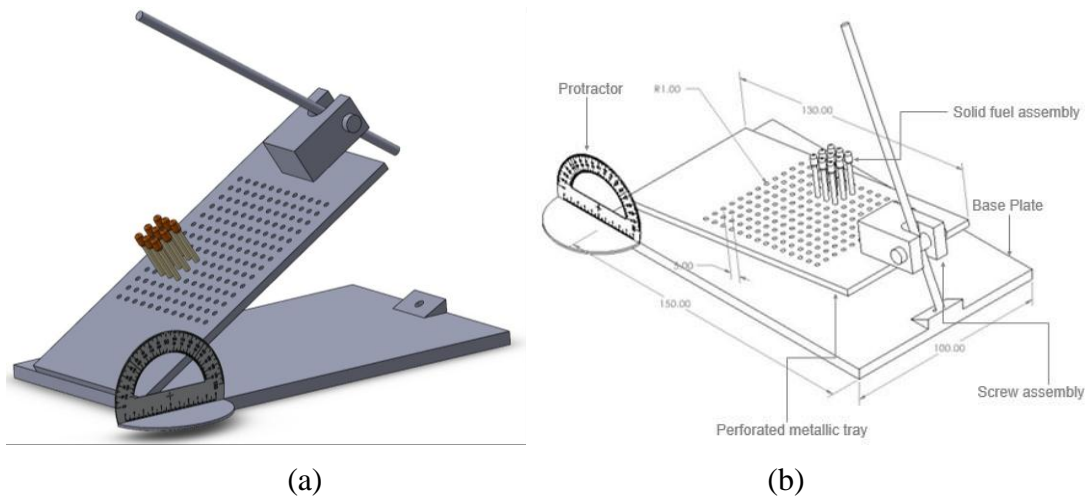 Protractor
R1.00
130.00
Solid fuel assembly
Base Plate
5.00
150.00
100.00
Screw assembly
Perforated metallic tray
(a)
(b)